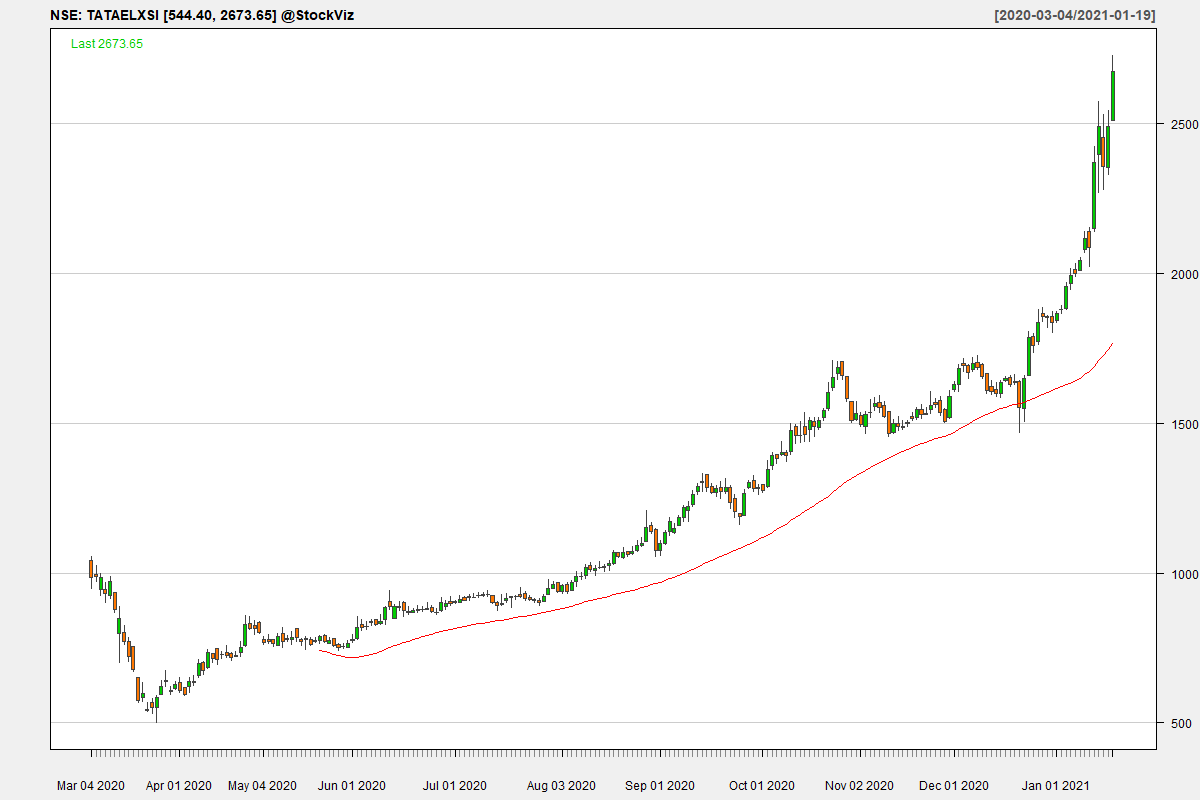 NSE: TATAELXSI [544.40, 2673.65] @StockViz [2020-03-04/2021-01-19]
Last 2673.65
2500
2000
1500
1000
500
Mar 04 2020 Apr 01 2020 May 04 2020 Jun 01 2020 Jul 01 2020 Aug 03 2020 Sep 01 2020 Oct 01 2020 Nov 02 2020 Dec 01 2020 Jan 01 2021